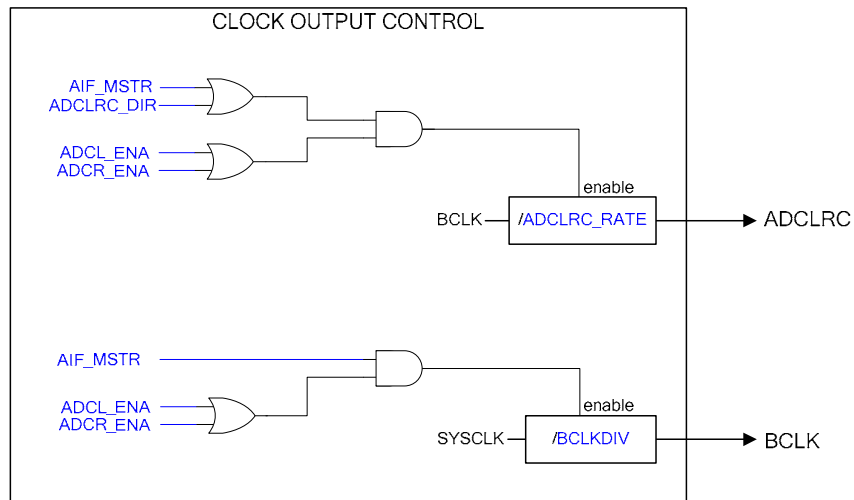 CLOCK OUTPUT CONTROL
AIF_MSTR
ADCLRC_DIR
ADCL_ENA
ADCR_ENA
enable
BCLK
/ADCLRC_RATE
ADCLRC
AIF_MSTR
ADCL_ENA
ADCR_ENA
enable
SYSCLK
/BCLKDIV
BCLK